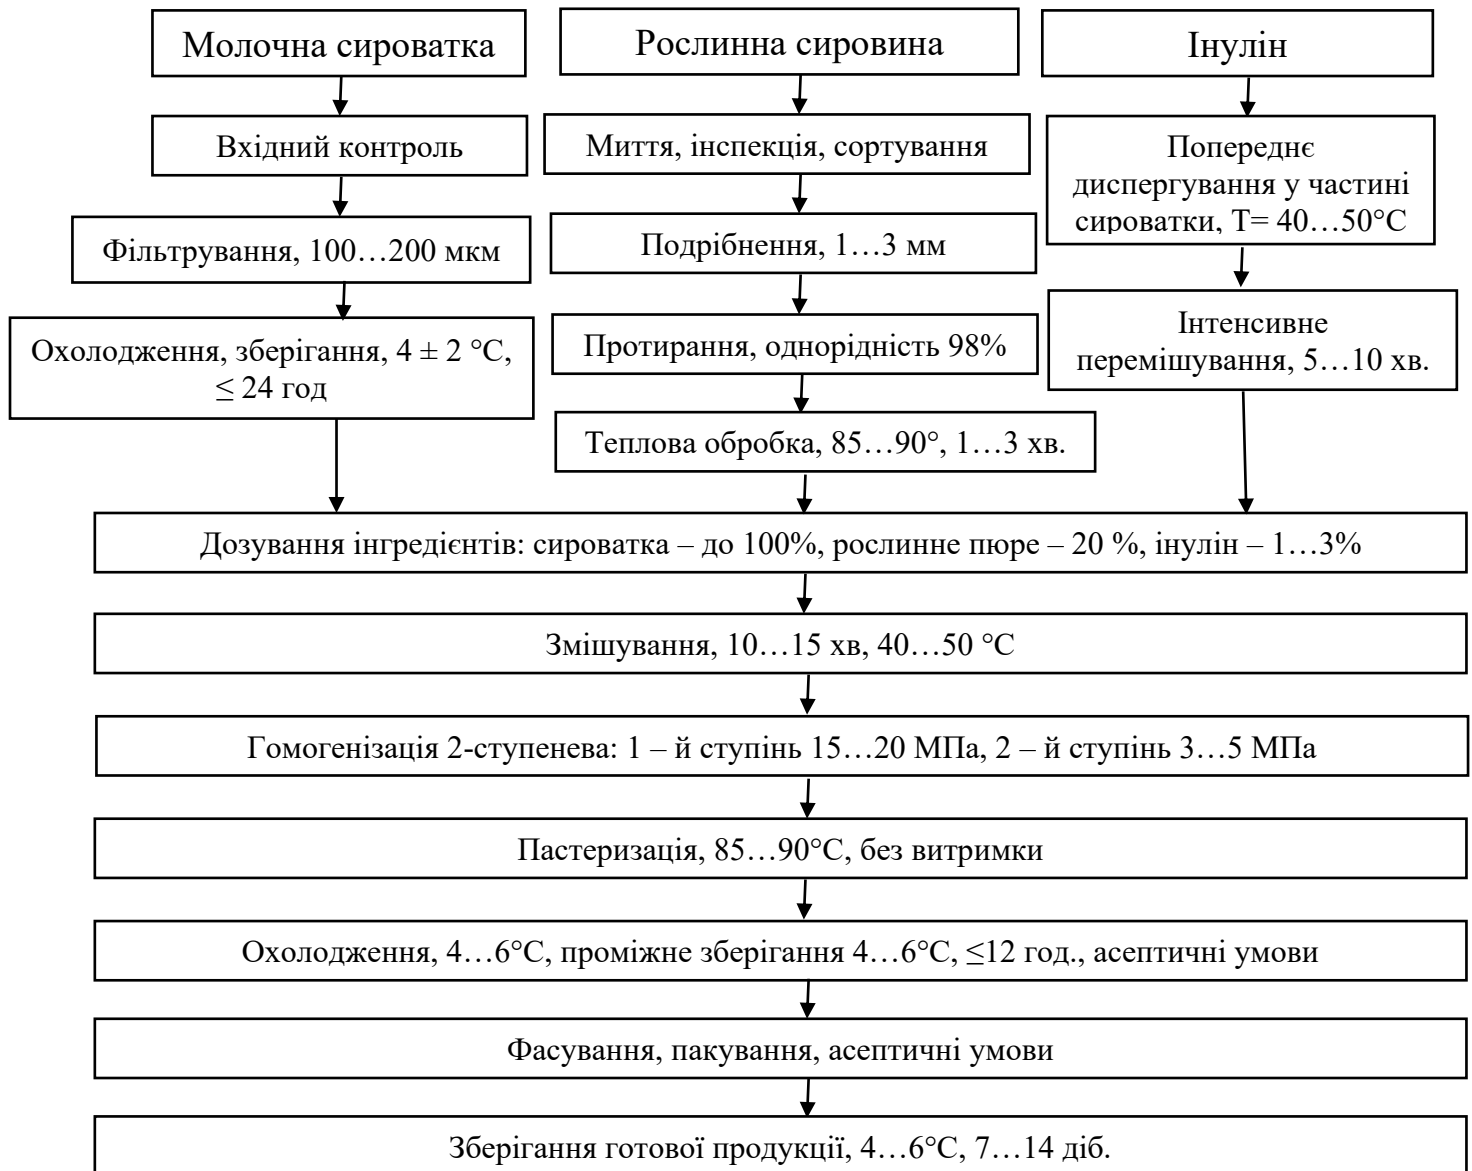 Молочна сироватка
Рослинна сировина
Інулін
Вхідний контроль
Миття, інспекція, сортування
Попереднє
диспергування у частині
сироватки, Т= 40…50°С
Фільтрування, 100…200 мкм
Подрібнення, 1…3 мм
Інтенсивне
перемішування, 5…10 хв.
Охолодження, зберігання, 4 ± 2 °С,
≤ 24 год
Протирання, однорідність 98%
Теплова обробка, 85…90°, 1…3 хв.
Дозування інгредієнтів: сироватка – до 100%, рослинне пюре – 20 %, інулін – 1…3%
Змішування, 10…15 хв, 40…50 °С
Гомогенізація 2-ступенева: 1 – й ступінь 15…20 МПа, 2 – й ступінь 3…5 МПа
Пастеризація, 85…90°С, без витримки
Охолодження, 4…6°С, проміжне зберігання 4…6°С, ≤12 год., асептичні умови
Фасування, пакування, асептичні умови
Зберігання готової продукції, 4…6°С, 7…14 діб.